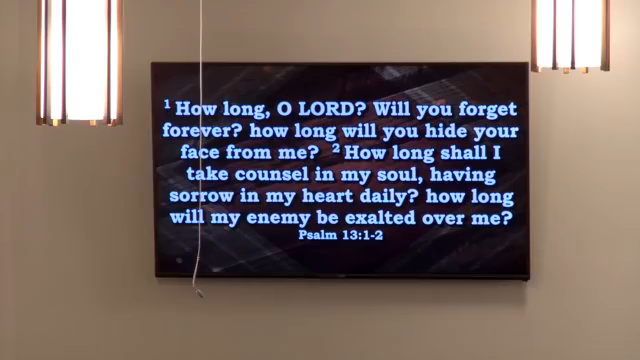 1 How long, O LORD? Will you forget
forever? how long will you hide your
face from me? 2 How long shall I
take counsel in my soul, having
sorrow in my heart daily? how long
will my enemy be exalted over me?
Psalm 13:1-2